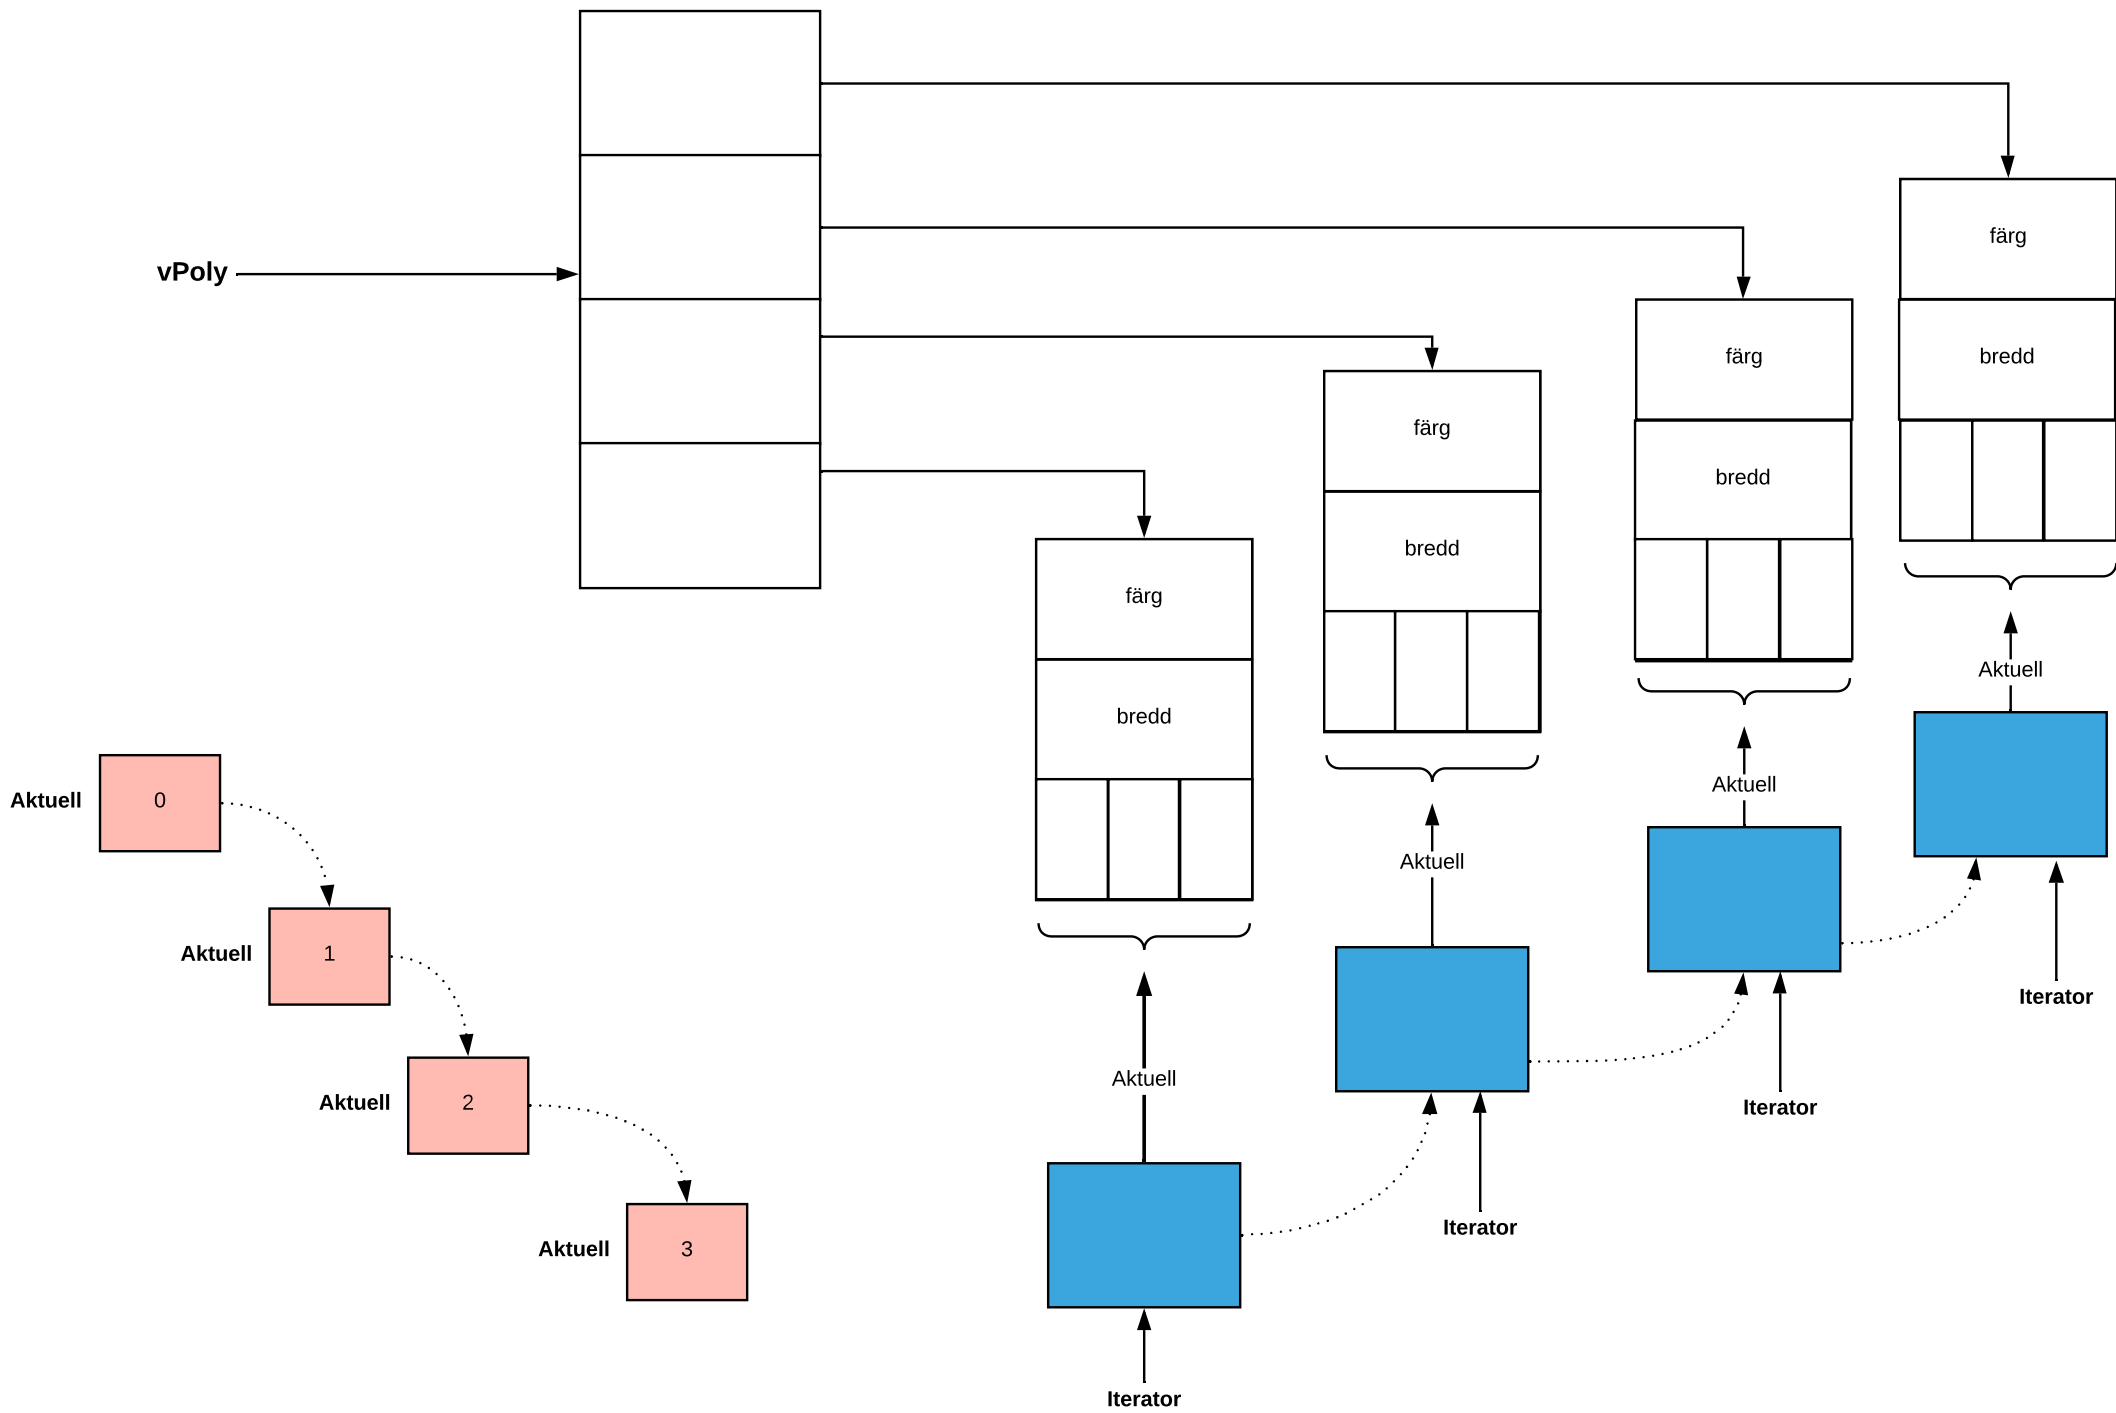 vPoly
färg
bredd
färg
bredd
färg
bredd
färg
bredd
Aktuell
Aktuell
Aktuell
Aktuell
Iterator
Iterator
Iterator
Iterator
Aktuell 0
Aktuell 1
Aktuell 2
Aktuell 3